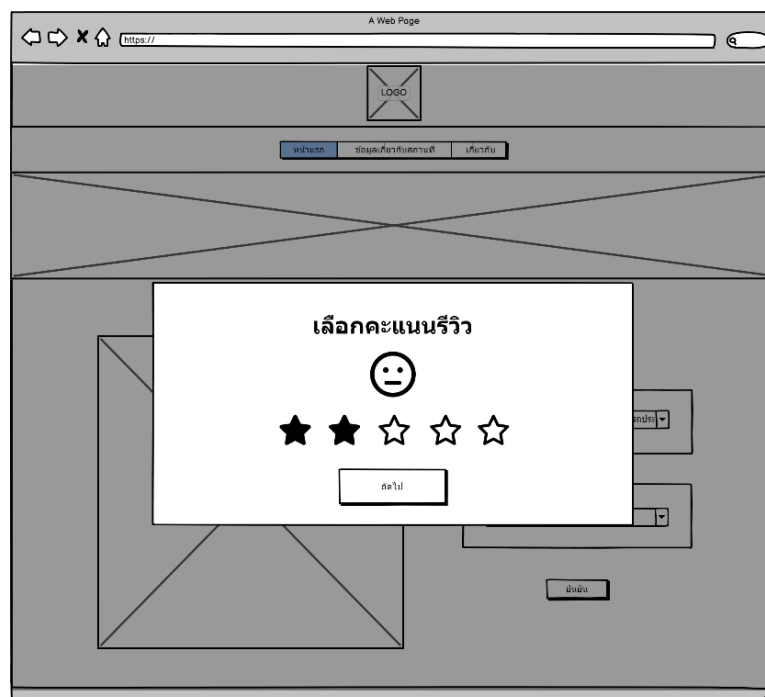 A Web Page
https://
LOGO
หน้าแรก ข้อมูลเกี่ยวกับสถานที่ เกี่ยวกับ
เลือกคะแนนรีวิว
ถัดไป
ยืนยัน